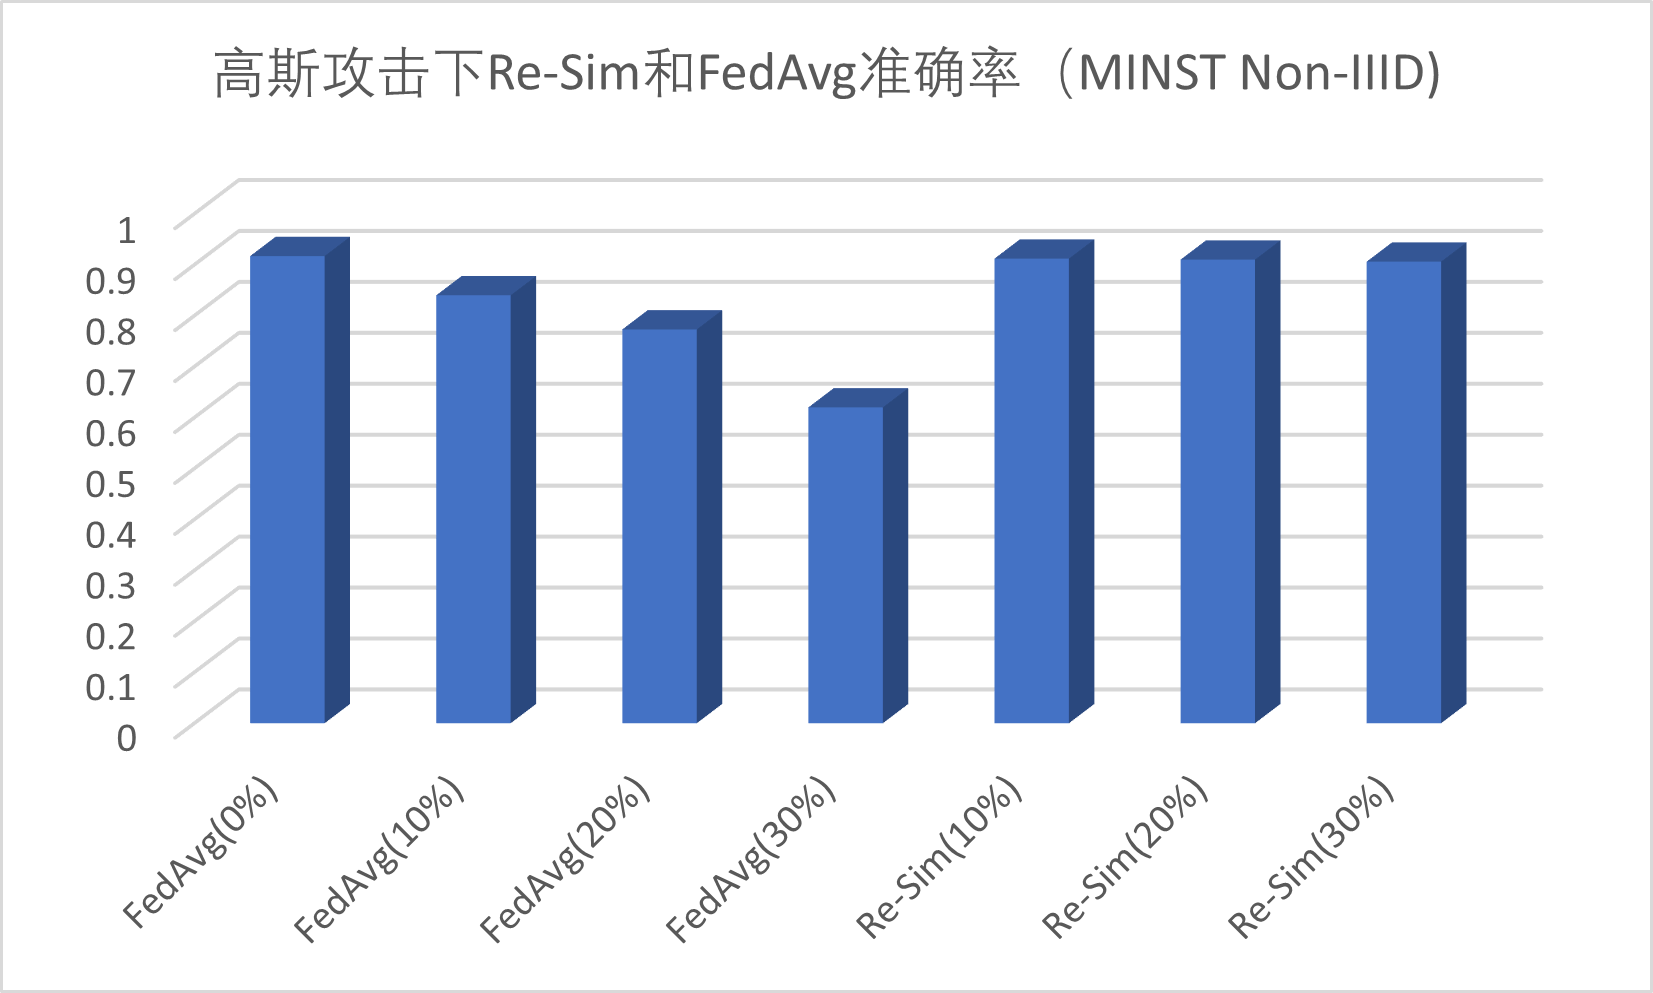 高斯攻击下Re-Sim和FedAvg准确率（MINST Non-IIID)
1
0.9
0.8
0.7
0.6
0.5
0.4
0.3
0.2
0.1
0
FedAvg(0%)
FedAvg(10%)
FedAvg(20%)
FedAvg(30%)
Re-Sim(10%)
Re-Sim(20%)
Re-Sim(30%)